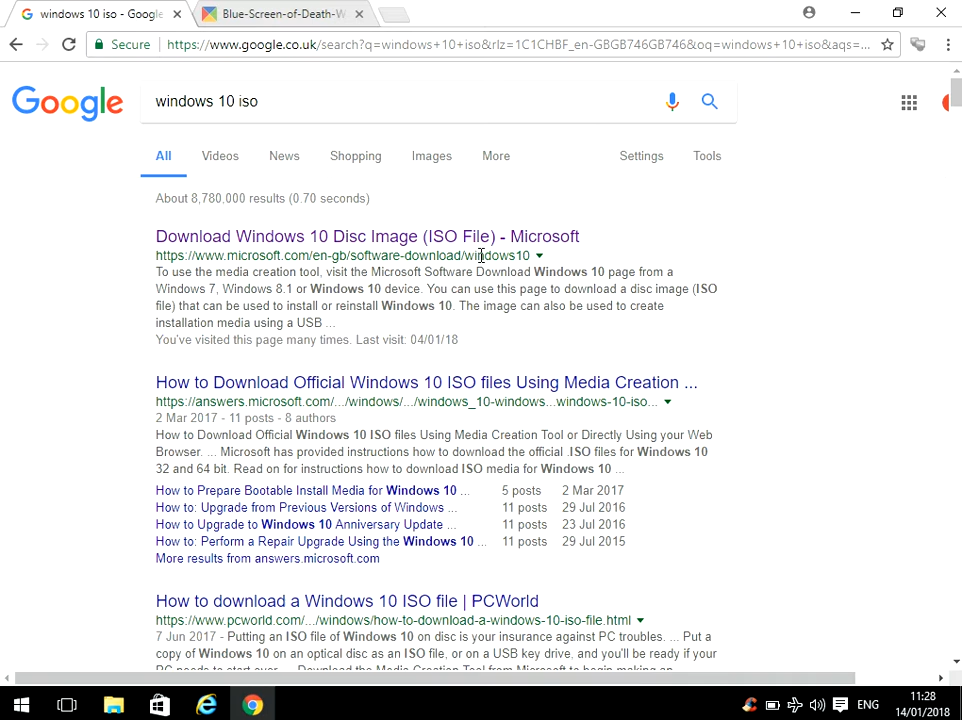 windows 10 iso - Google
Blue-Screen-of-Death-W
Secure
https://www.google.co.uk/search?q=windows+10+iso&rlz=1C1CHBF_en-GBGB746GB746&oq=windows+10+iso&aqs=...
Google
windows 10 iso
All Videos News Shopping Images More Settings Tools
About 8,780,000 results (0.70 seconds)
Download Windows 10 Disc Image (ISO File) - Microsoft
https://www.microsoft.com/en-gb/software-download/windows10
To use the media creation tool, visit the Microsoft Software Download Windows 10 page from a
Windows 7, Windows 8.1 or Windows 10 device. You can use this page to download a disc image (ISO
file) that can be used to install or reinstall Windows 10. The image can also be used to create
installation media using a USB ...
You've visited this page many times. Last visit: 04/01/18
How to Download Official Windows 10 ISO files Using Media Creation ...
https://answers.microsoft.com/.../windows/.../windows_10-windows...windows-10-iso...
2 Mar 2017 - 11 posts - 8 authors
How to Download Official Windows 10 ISO files Using Media Creation Tool or Directly Using your Web
Browser. ... Microsoft has provided instructions how to download the official .ISO files for Windows 10
32 and 64 bit. Read on for instructions how to download ISO media for Windows 10 ...
How to Prepare Bootable Install Media for Windows 10 ... 5 posts 2 Mar 2017
How to: Upgrade from Previous Versions of Windows ... 11 posts 29 Jul 2016
How to Upgrade to Windows 10 Anniversary Update ... 11 posts 23 Jul 2016
How to: Perform a Repair Upgrade Using the Windows 10 ... 11 posts 29 Jul 2015
More results from answers.microsoft.com
How to download a Windows 10 ISO file | PCWorld
https://www.pcworld.com/.../windows/how-to-download-a-windows-10-iso-file.html
7 Jun 2017 - Putting an ISO file of Windows 10 on disc is your insurance against PC troubles. ... Put a
copy of Windows 10 on an optical disc as an ISO file, or on a USB key drive, and you'll be ready if your
PC needs to start over. ... Download the Media Creation Tool from Microsoft to begin making an
ENG
11:28
14/01/2018